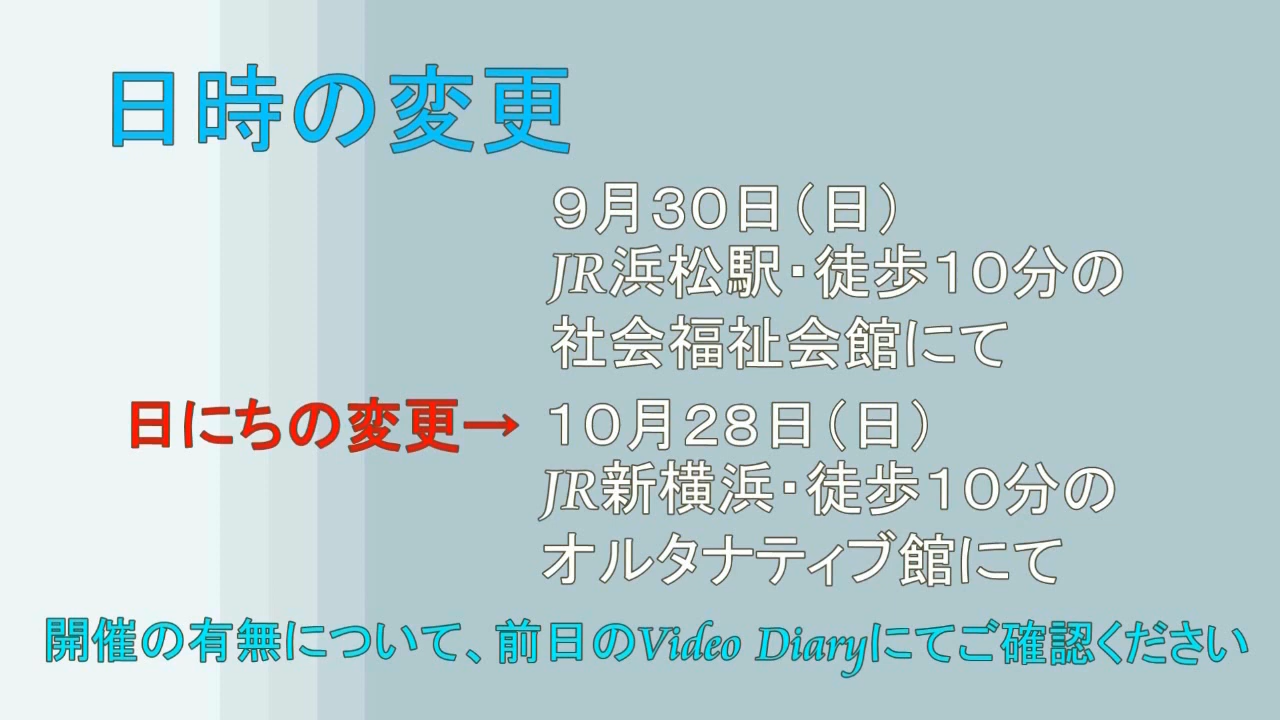 日時の変更
９月３０日（日）
JR浜松駅・徒歩１０分の
社会福祉会館にて
日にちの変更→ １０月２８日（日）
JR新横浜・徒歩１０分の
オルタナティブ館にて
開催の有無について、前日のVideo Diaryにてご確認ください